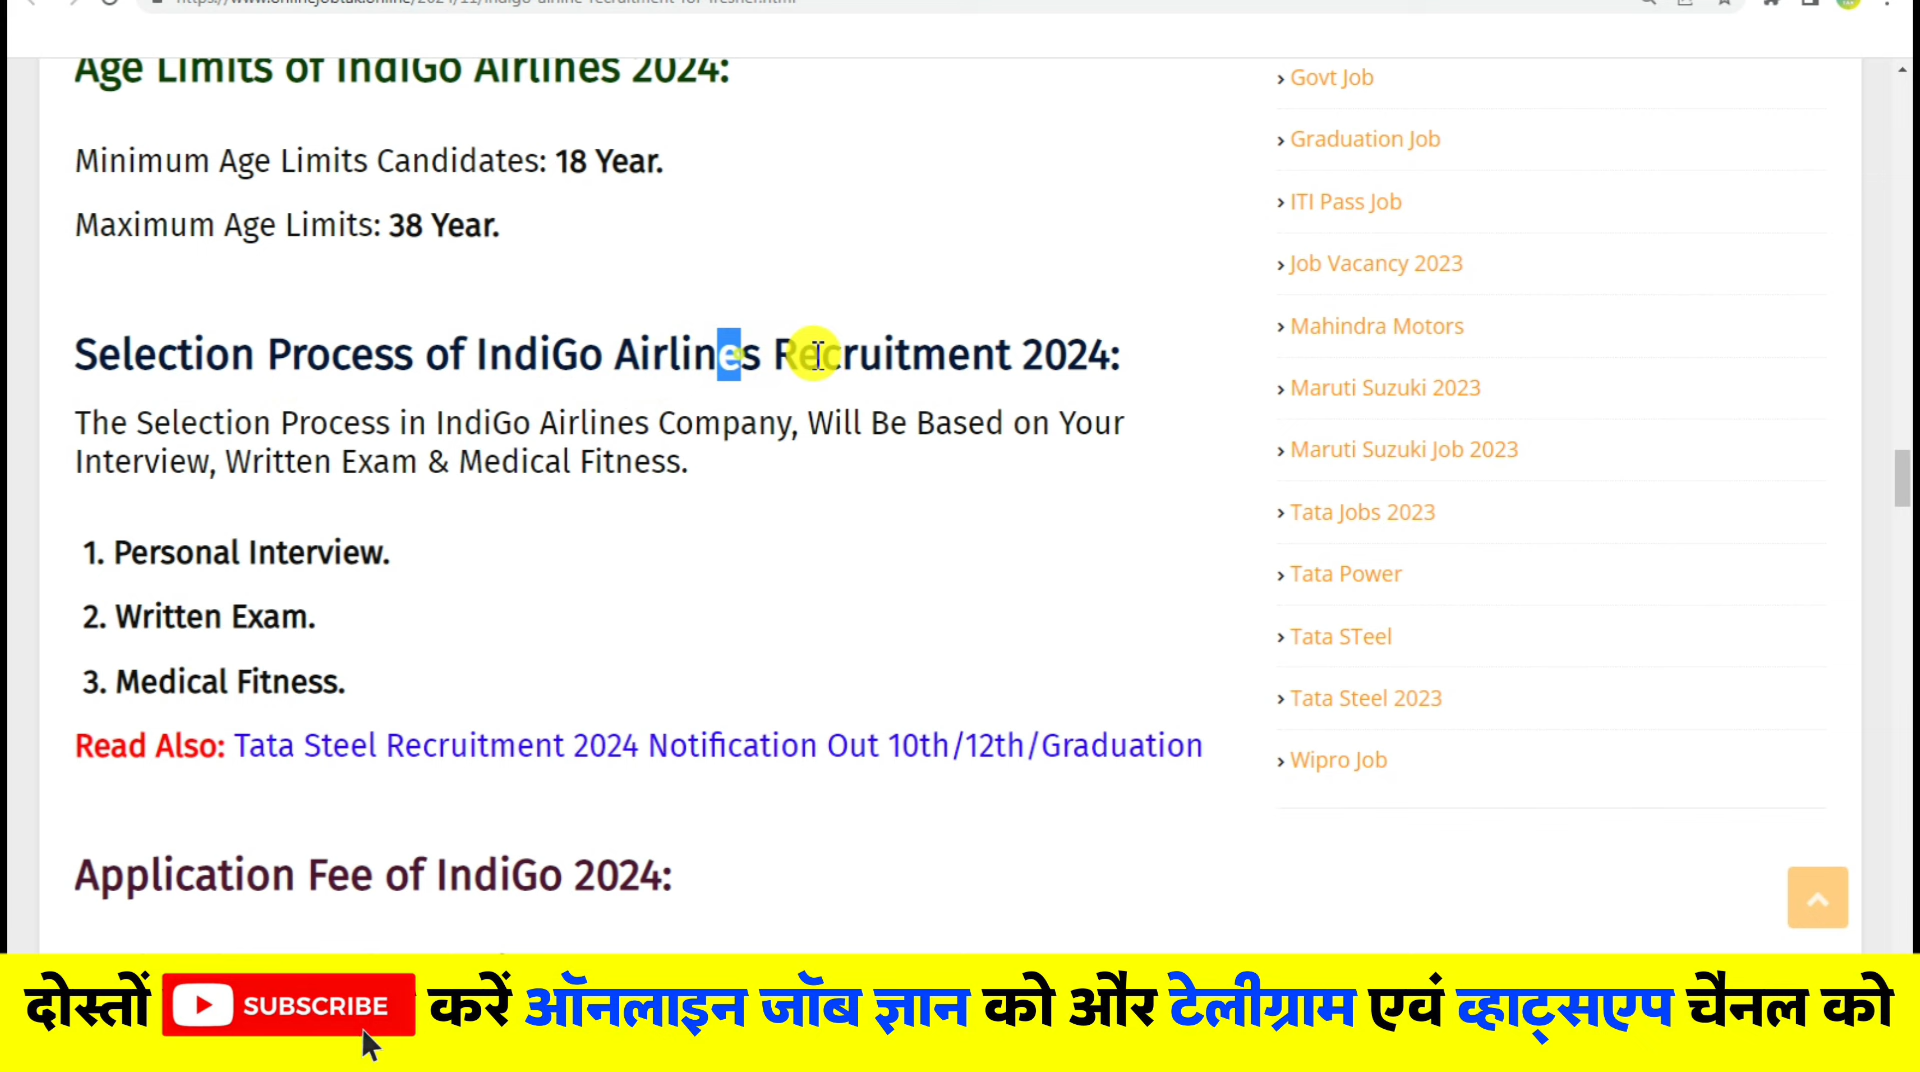 Age Limits of IndiGo Airlines 2024:
Minimum Age Limits Candidates: 18 Year.
Maximum Age Limits: 38 Year.
Selection Process of IndiGo Airlines Recruitment 2024:
The Selection Process in IndiGo Airlines Company, Will Be Based on Your
Interview, Written Exam & Medical Fitness.
1. Personal Interview.
2. Written Exam.
3. Medical Fitness.
Read Also: Tata Steel Recruitment 2024 Notification Out 10th/12th/Graduation
Application Fee of IndiGo 2024:
Govt Job
Graduation Job
ITI Pass Job
Job Vacancy 2023
Mahindra Motors
Maruti Suzuki 2023
Maruti Suzuki Job 2023
Tata Jobs 2023
Tata Power
Tata STeel
Tata Steel 2023
Wipro Job
दोस्तों SUBSCRIBE करें ऑनलाइन जॉब ज्ञान को और टेलीग्राम एवं व्हाट्सएप चैनल को